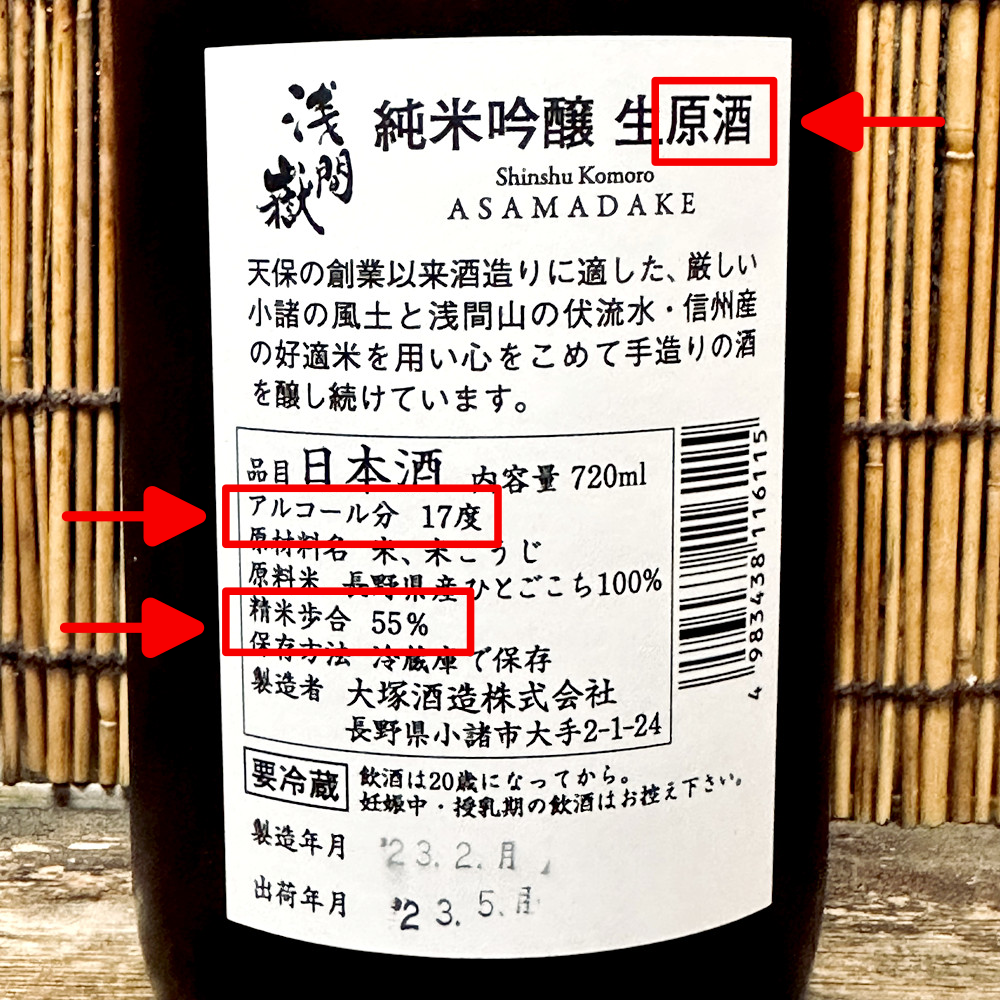 浅間嶽
純米吟醸 生原酒
Shinshu Komoro
ASAMADAKE
天保の創業以来酒造りに適した、厳しい
小諸の風土と浅間山の伏流水・信州産
の好適米を用い心をこめて手造りの酒
を醸し続けています。
品目 日本酒 内容量 720ml
アルコール分 17度
原材料名 米、米こうじ
原料米 長野県産ひとごこち100%
精米歩合 55%
保存方法 冷蔵庫で保存
製造者 大塚酒造株式会社
長野県小諸市大手2-1-24
4 983438 116115
要冷蔵
飲酒は20歳になってから。
妊娠中・授乳期の飲酒はお控え下さい。
製造年月 '23.2.月
出荷年月 '23.5.月